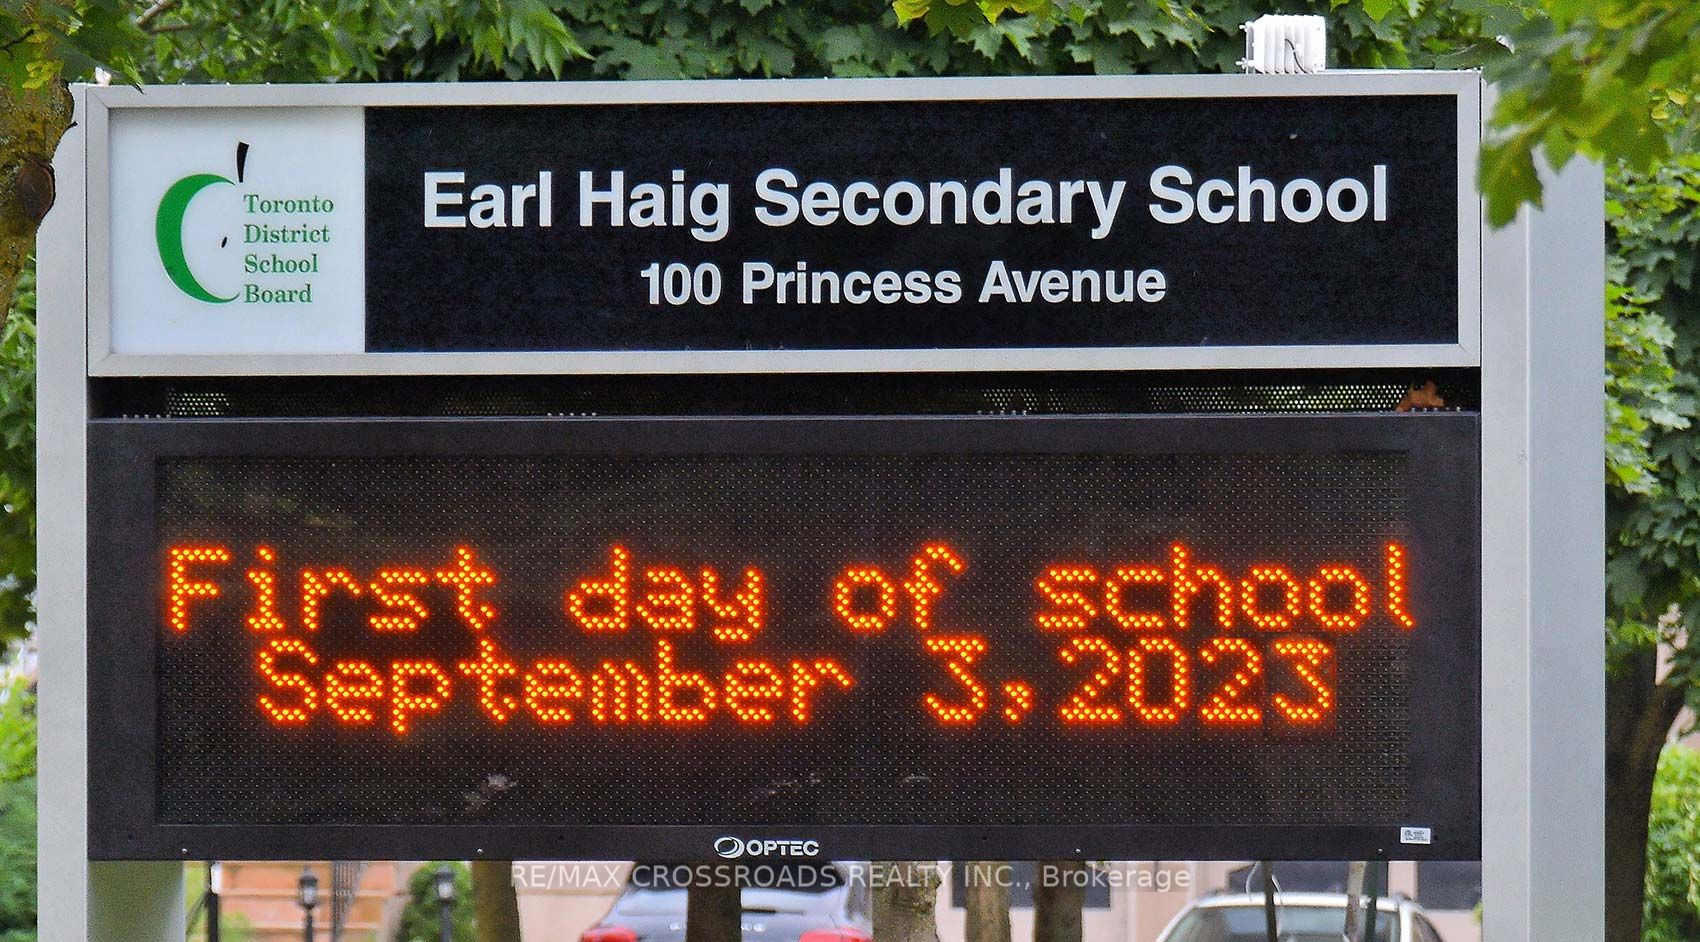 Toronto
District
School
Board
Earl Haig Secondary School
100 Princess Avenue
First day of school
September 3, 2023
OPTEC
RE/MAX CROSSROADS REALTY INC., Brokerage